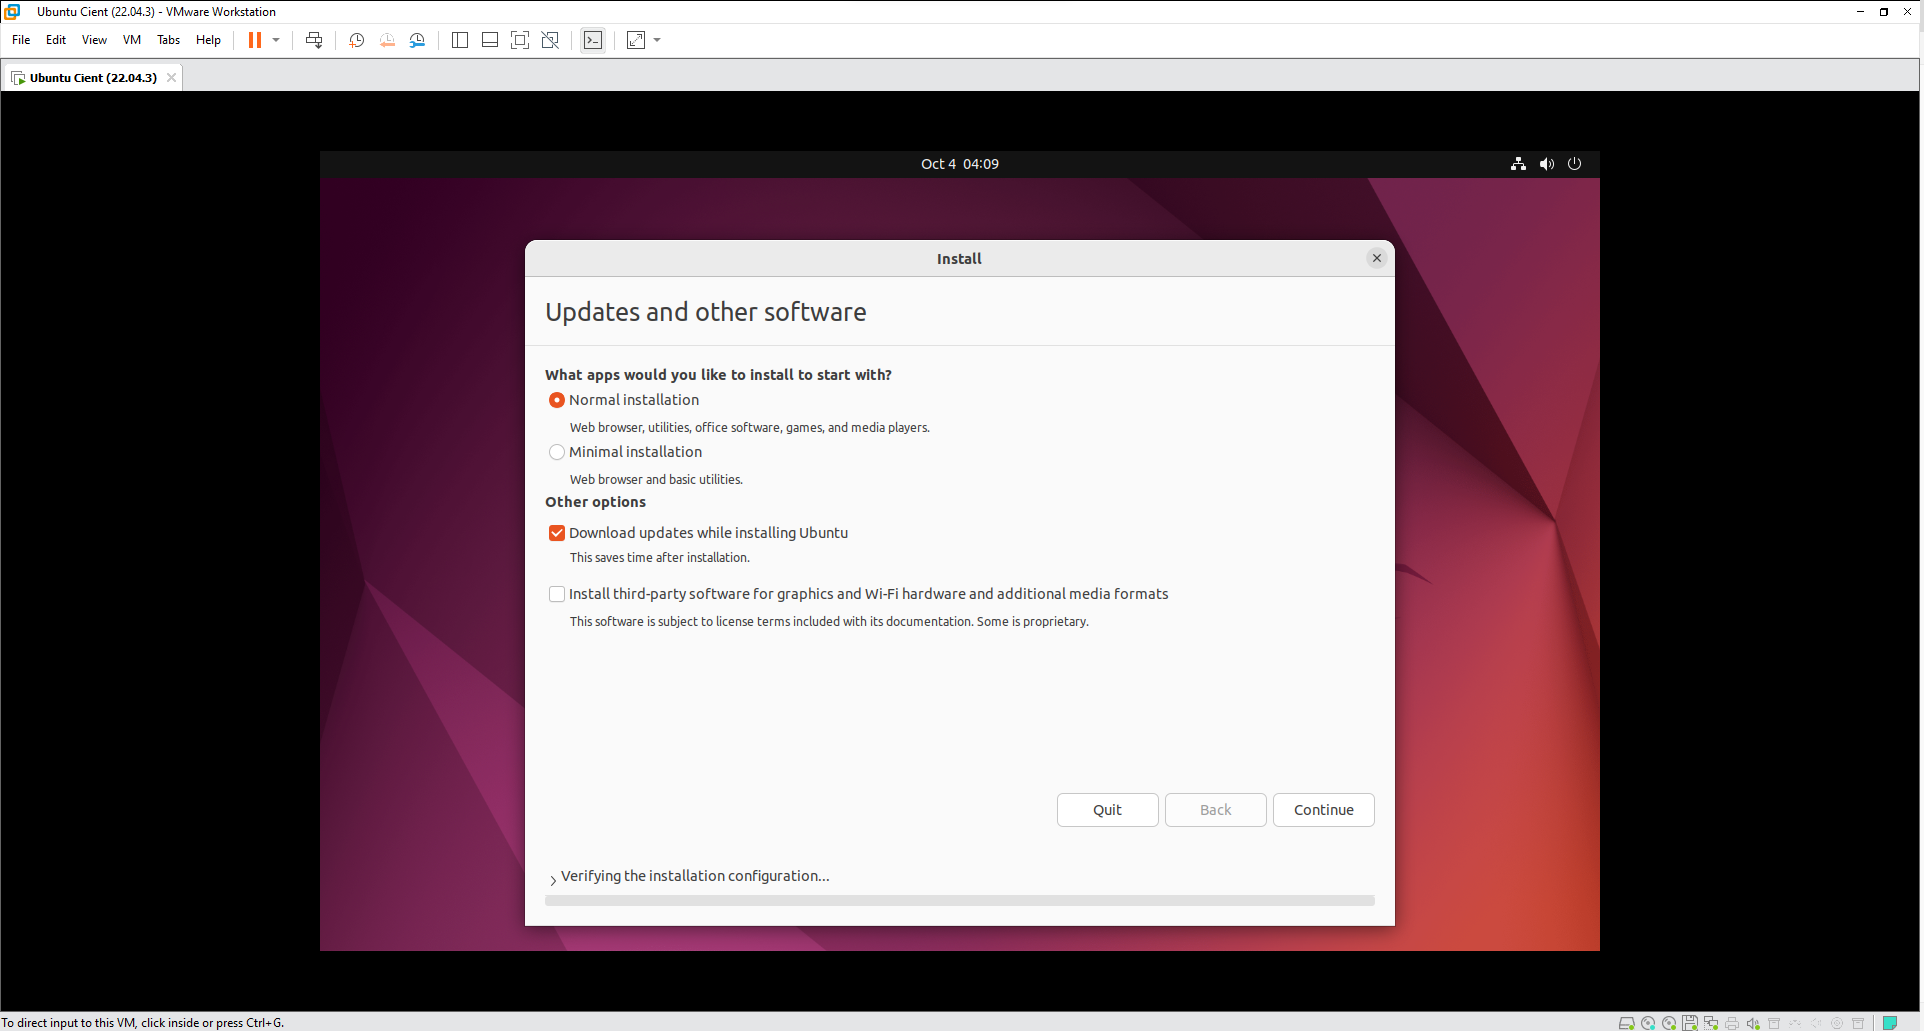 Ubuntu Cient (22.04.3) - VMware Workstation
File Edit View VM Tabs Help
Ubuntu Cient (22.04.3)
Oct 4 04:09
Install
Updates and other software
What apps would you like to install to start with?
Normal installation
Web browser, utilities, office software, games, and media players.
Minimal installation
Web browser and basic utilities.
Other options
Download updates while installing Ubuntu
This saves time after installation.
Install third-party software for graphics and Wi-Fi hardware and additional media formats
This software is subject to license terms included with its documentation. Some is proprietary.
Quit Back Continue
Verifying the installation configuration...
To direct input to this VM, click inside or press Ctrl+G.